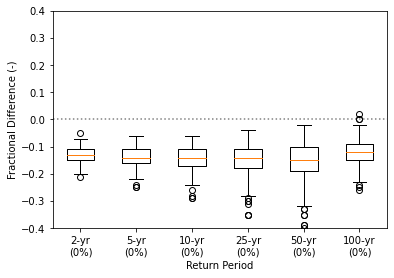 Fractional Difference (-)
0.4
0.3
0.2
0.1
0.0
−0.1
−0.2
−0.3
−0.4
2-yr 5-yr 10-yr 25-yr 50-yr 100-yr
(0%) (0%) (0%) (0%) (0%) (0%)
Return Period